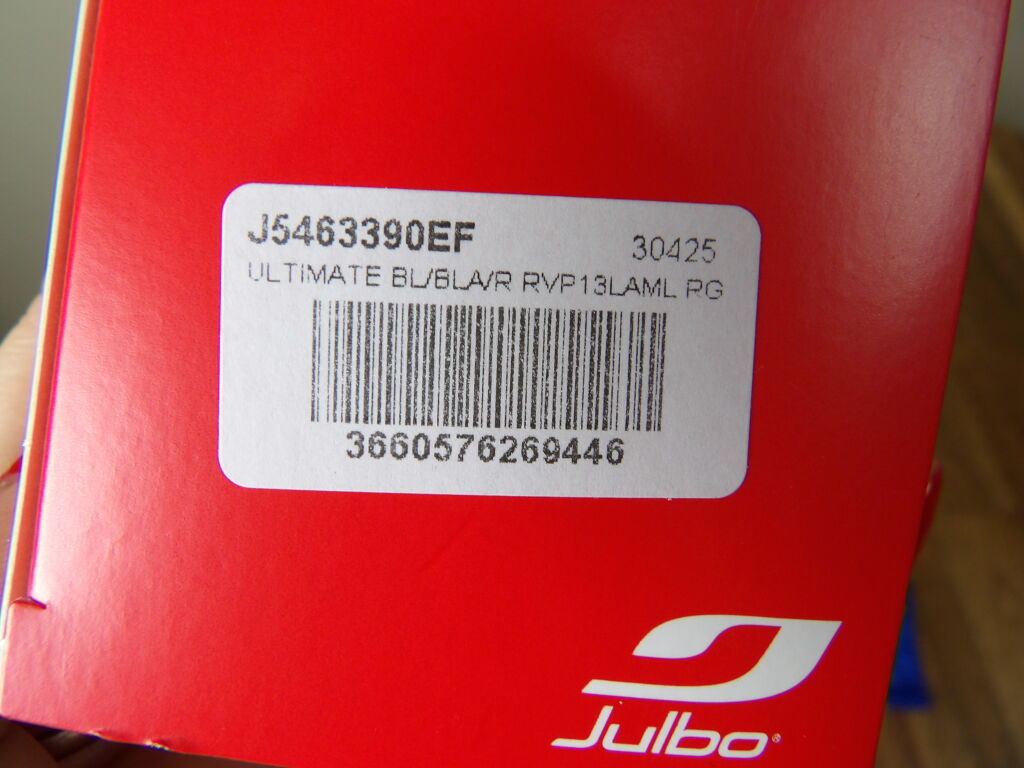 J5463390EF
30425
ULTIMATE BL/BLA/R RVP13LAML RG
3660576269446
Julbo®